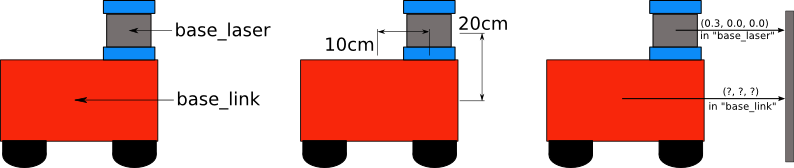 base_laser
base_link
10cm
20cm
(0.3, 0.0, 0.0)
in "base_laser"
(?, ?, ?)
in "base_link"